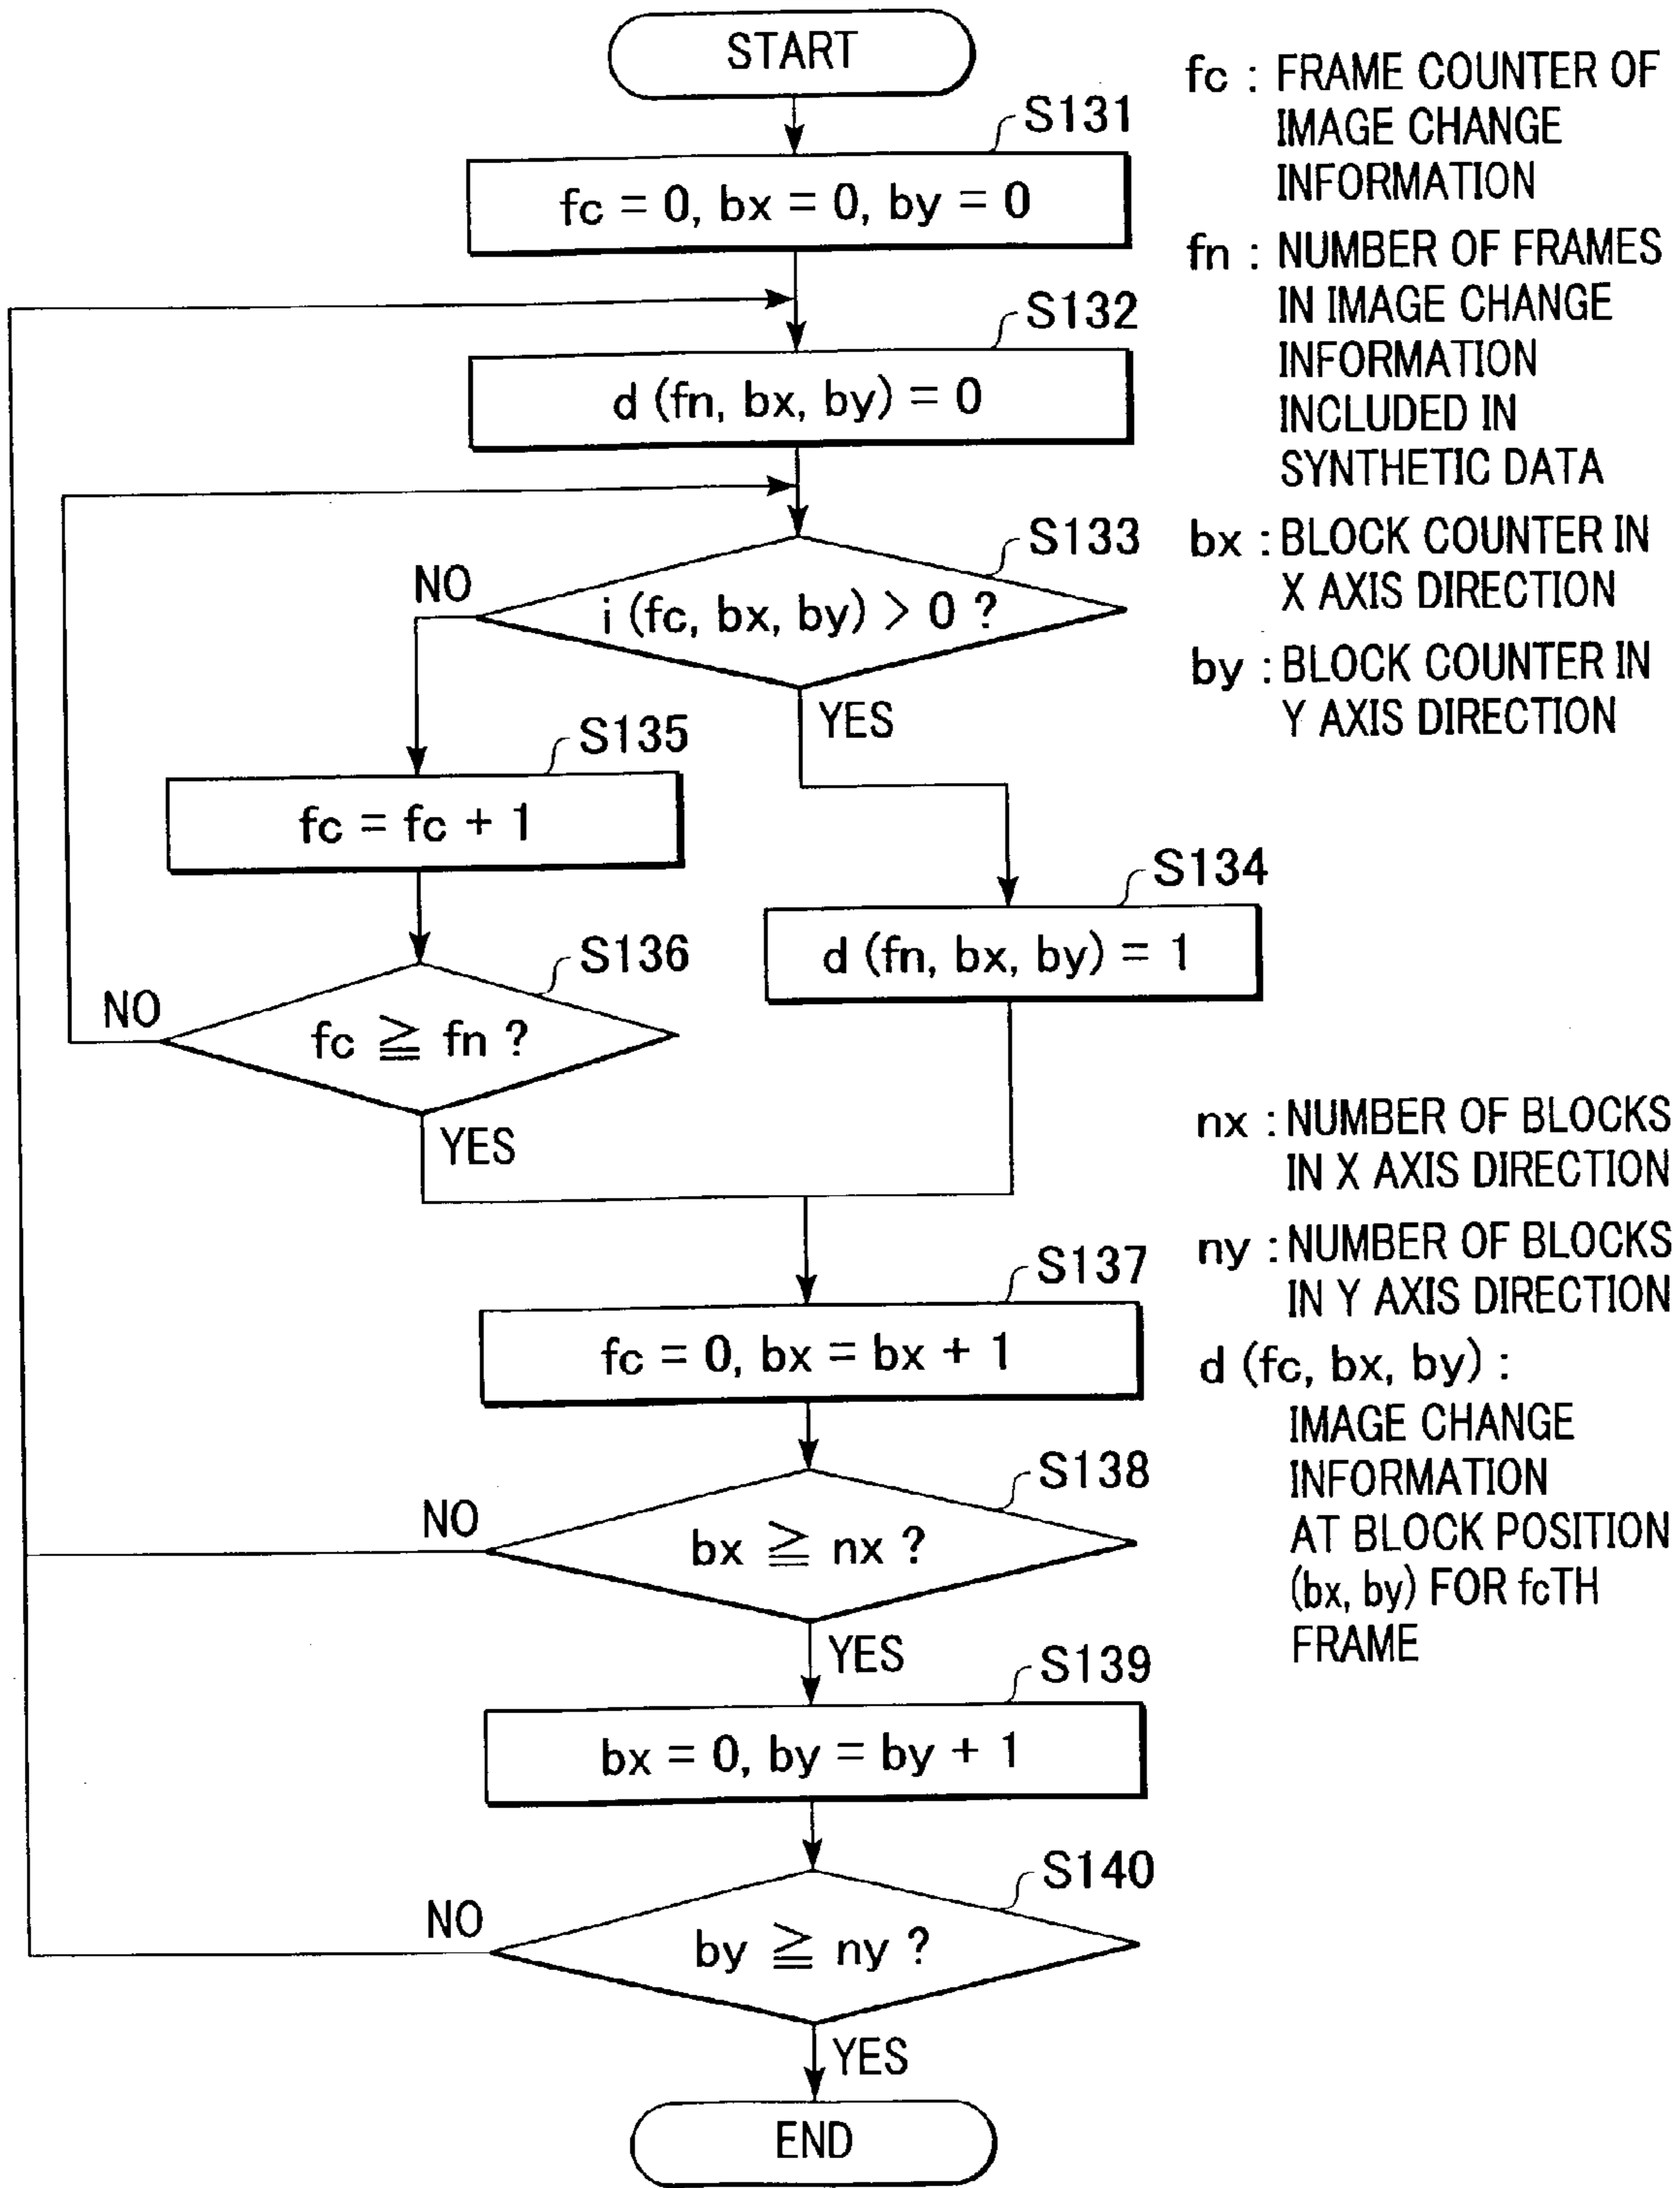 START
S131
fc = 0, bx = 0, by = 0
S132
d (fn, bx, by) = 0
S133
i (fc, bx, by) > 0 ?
NO
YES
S135
fc = fc + 1
S134
d (fn, bx, by) = 1
S136
fc ≧ fn ?
NO
YES
S137
fc = 0, bx = bx + 1
S138
bx ≧ nx ?
NO
YES
S139
bx = 0, by = by + 1
S140
by ≧ ny ?
NO
YES
END
fc : FRAME COUNTER OF
IMAGE CHANGE
INFORMATION
fn : NUMBER OF FRAMES
IN IMAGE CHANGE
INFORMATION
INCLUDED IN
SYNTHETIC DATA
bx : BLOCK COUNTER IN
X AXIS DIRECTION
by : BLOCK COUNTER IN
Y AXIS DIRECTION
nx : NUMBER OF BLOCKS
IN X AXIS DIRECTION
ny : NUMBER OF BLOCKS
IN Y AXIS DIRECTION
d (fc, bx, by) :
IMAGE CHANGE
INFORMATION
AT BLOCK POSITION
(bx, by) FOR fcTH
FRAME